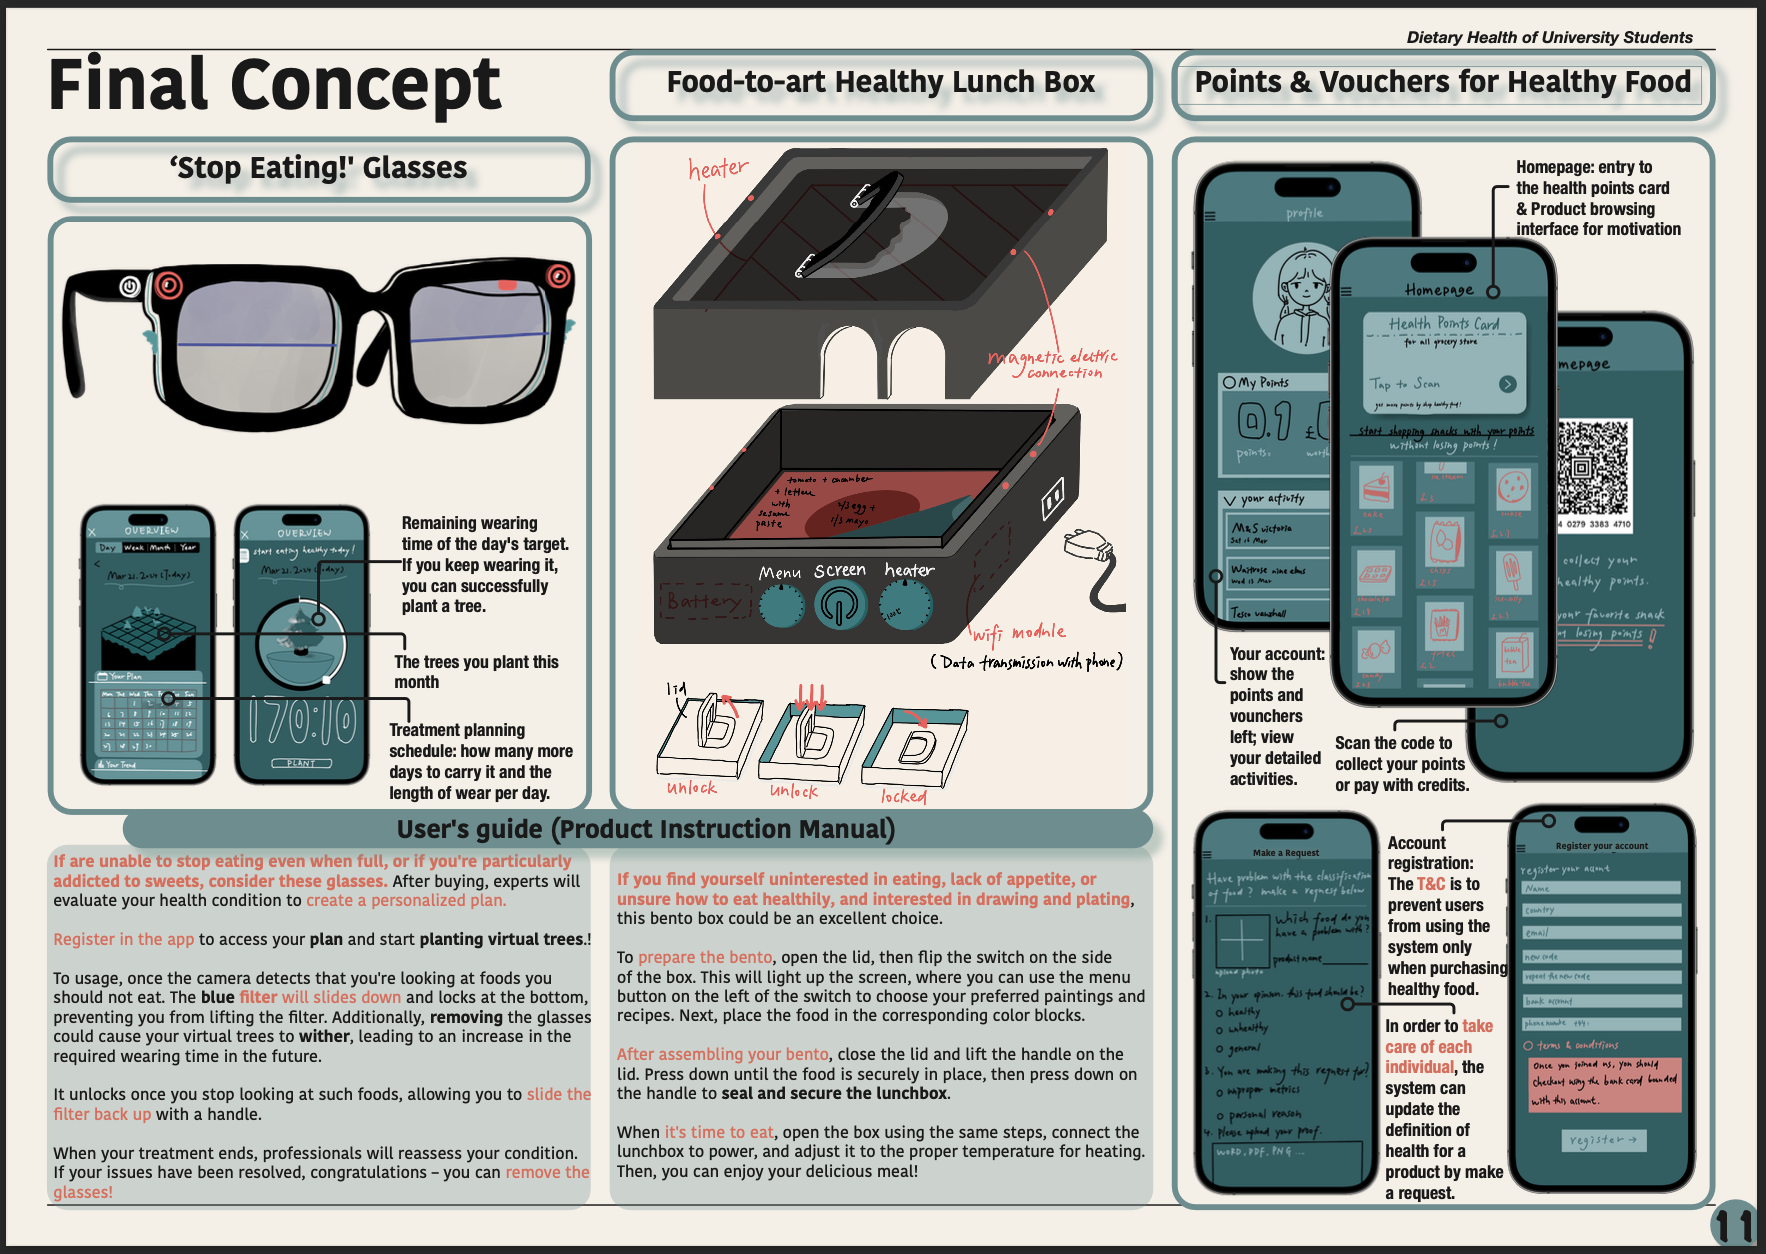 Dietary Health of University Students
Final Concept
‘Stop Eating!' Glasses
OVERVIEW
Day Week Month Year
Mar 21. 2024 (Today)
Your Plan
Mon Tue Wed Thu Fri Sat Sun
Your Trend
OVERVIEW
start eating healthy today!
Mar 21. 2024 (Today)
170:10
PLANT
Remaining wearing
time of the day's target.
If you keep wearing it,
you can successfully
plant a tree.
The trees you plant this
month
Treatment planning
schedule: how many more
days to carry it and the
length of wear per day.
Food-to-art Healthy Lunch Box
heater
magnetic electric
connection
tomato + cucumber
+ lettuce
with
sesame
paste
2/3 egg +
1/3 mayo
Menu Screen heater
Battery
wifi module
(Data transmission with phone)
lid
unlock
unlock
locked
Points & Vouchers for Healthy Food
profile
My Points
0.1 £
points:
your activity
M&S victoria
Waitrose nine elms
Tesco vauxhall
Homepage
Health Points Card
for all grocery store
Tap to Scan
get more points by shop healthy food!
start shopping snacks with your points
without losing points!
mepage
4 0279 3383 4710
collect your
healthy points.
your favorite snack
losing points!
Homepage: entry to
the health points card
& Product browsing
interface for motivation
Your account:
show the
points and
vounchers
left; view
your detailed
activities.
Scan the code to
collect your points
or pay with credits.
Make a Request
Have problem with the classification
of food? make a request below
1. Which food do you
have a problem with?
upload photo
product name
2. In your opinion. this food should be?
healthy
unhealthy
general
3. You are making this request for?
improper metrics
personal reason
4. Please upload your proof.
WORD, PDF, PNG ...
Account
registration:
The T&C is to
prevent users
from using the
system only
when purchasing
healthy food.
In order to take
care of each
individual, the
system can
update the
definition of
health for a
product by make
a request.
Register your account
register your account
Name
country
email
new code
repeat the new code
bank account
phone number +44:
terms & conditions
Once you joined us, you should
checkout using the bank card bounded
with this account.
register →
User's guide (Product Instruction Manual)
If are unable to stop eating even when full, or if you're particularly
addicted to sweets, consider these glasses. After buying, experts will
evaluate your health condition to create a personalized plan.
Register in the app to access your plan and start planting virtual trees.!
To usage, once the camera detects that you're looking at foods you
should not eat. The blue filter will slides down and locks at the bottom,
preventing you from lifting the filter. Additionally, removing the glasses
could cause your virtual trees to wither, leading to an increase in the
required wearing time in the future.
It unlocks once you stop looking at such foods, allowing you to slide the
filter back up with a handle.
When your treatment ends, professionals will reassess your condition.
If your issues have been resolved, congratulations – you can remove the
glasses!
If you find yourself uninterested in eating, lack of appetite, or
unsure how to eat healthily, and interested in drawing and plating,
this bento box could be an excellent choice.
To prepare the bento, open the lid, then flip the switch on the side
of the box. This will light up the screen, where you can use the menu
button on the left of the switch to choose your preferred paintings and
recipes. Next, place the food in the corresponding color blocks.
After assembling your bento, close the lid and lift the handle on the
lid. Press down until the food is securely in place, then press down on
the handle to seal and secure the lunchbox.
When it's time to eat, open the box using the same steps, connect the
lunchbox to power, and adjust it to the proper temperature for heating.
Then, you can enjoy your delicious meal!
11